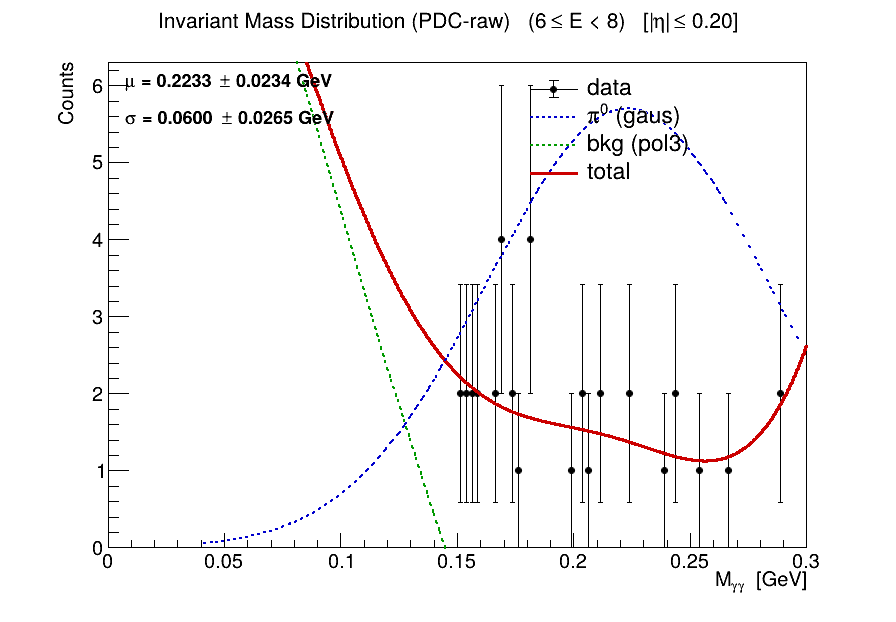 Invariant Mass Distribution (PDC-raw)   (6 ≤ E < 8)   [|η| ≤ 0.20]
Counts
μ = 0.2233 ± 0.0234 GeV
σ = 0.0600 ± 0.0265 GeV
data
π⁰ (gaus)
bkg (pol3)
total
6
5
4
3
2
1
0
0 0.05 0.1 0.15 0.2 0.25 0.3
M_γγ [GeV]